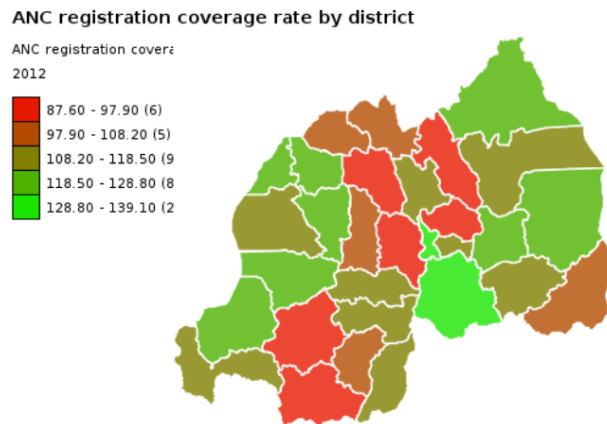 ANC registration coverage rate by district
ANC registration covera
2012
87.60 - 97.90 (6)
97.90 - 108.20 (5)
108.20 - 118.50 (9
118.50 - 128.80 (8
128.80 - 139.10 (2